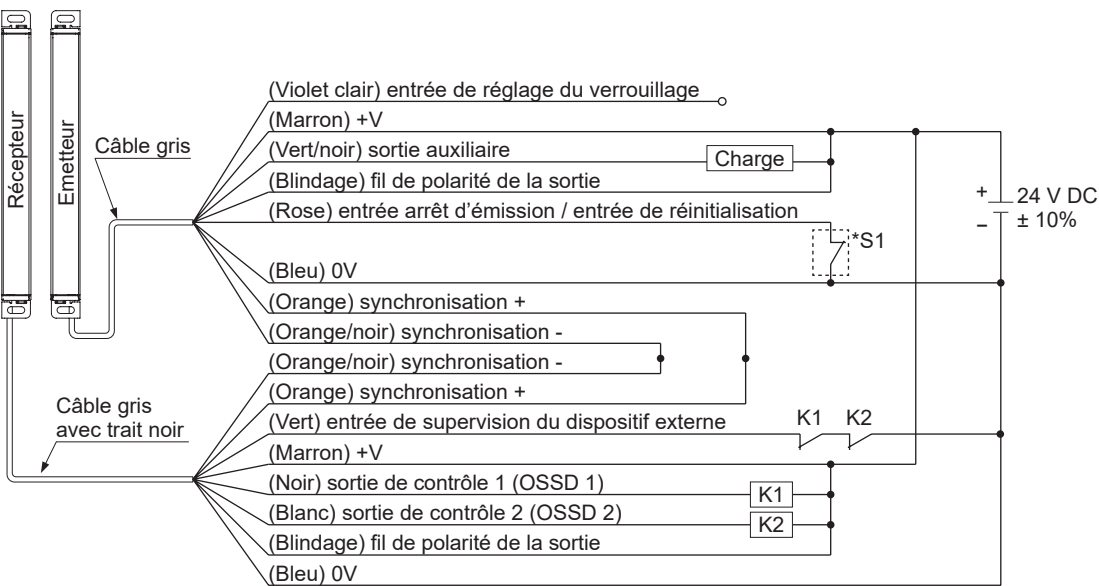 Récepteur
Emetteur
Câble gris
(Violet clair) entrée de réglage du verrouillage
(Marron) +V
(Vert/noir) sortie auxiliaire
Charge
(Blindage) fil de polarité de la sortie
(Rose) entrée arrêt d'émission / entrée de réinitialisation
+
24 V DC
–
± 10%
*S1
(Bleu) 0V
(Orange) synchronisation +
(Orange/noir) synchronisation -
(Orange/noir) synchronisation -
(Orange) synchronisation +
Câble gris
avec trait noir
(Vert) entrée de supervision du dispositif externe
K1
K2
(Marron) +V
(Noir) sortie de contrôle 1 (OSSD 1)
K1
(Blanc) sortie de contrôle 2 (OSSD 2)
K2
(Blindage) fil de polarité de la sortie
(Bleu) 0V